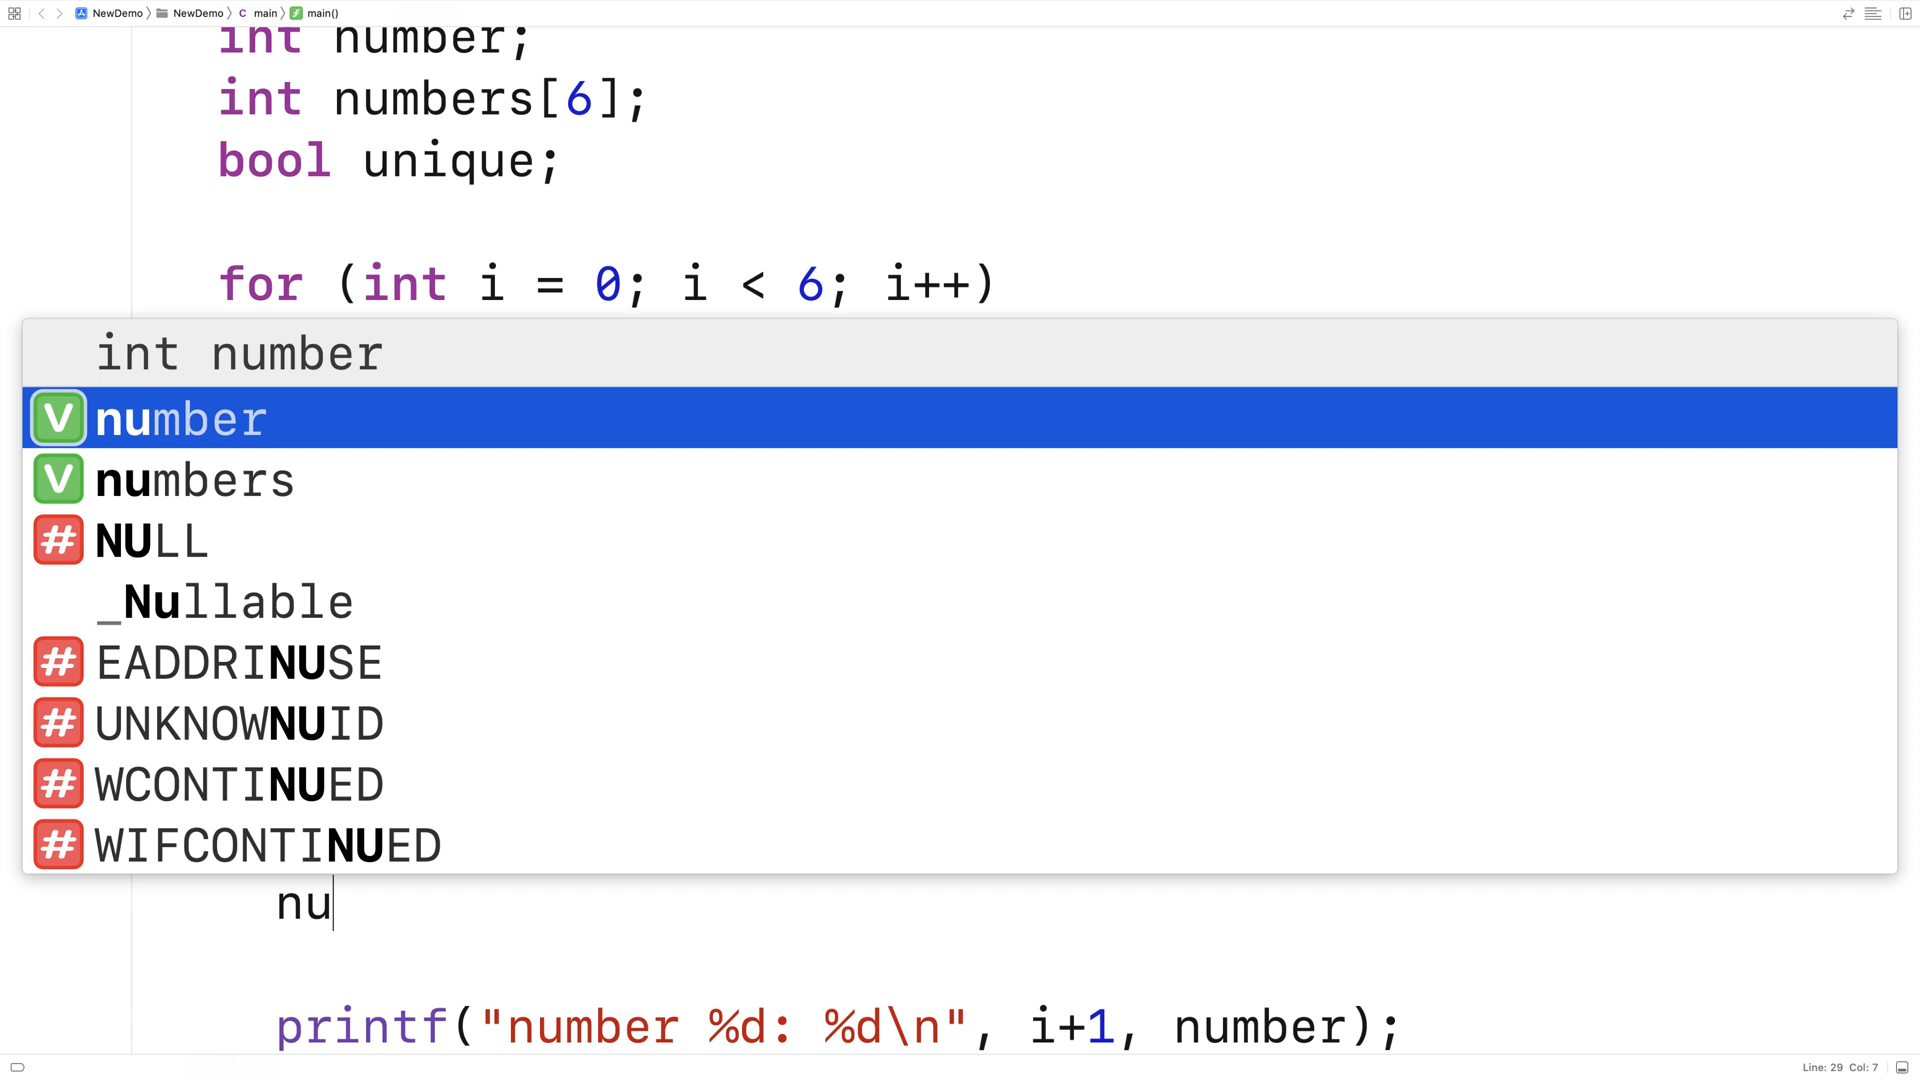 NewDemo 〉 NewDemo 〉 C main 〉 f main()
int number;
int numbers[6];
bool unique;
for (int i = 0; i < 6; i++)
int number
V number
V numbers
# NULL
_Nullable
# EADDRINUSE
# UNKNOWNUID
# WCONTINUED
# WIFCONTINUED
nu
printf("number %d: %d\n", i+1, number);
Line: 29 Col: 7